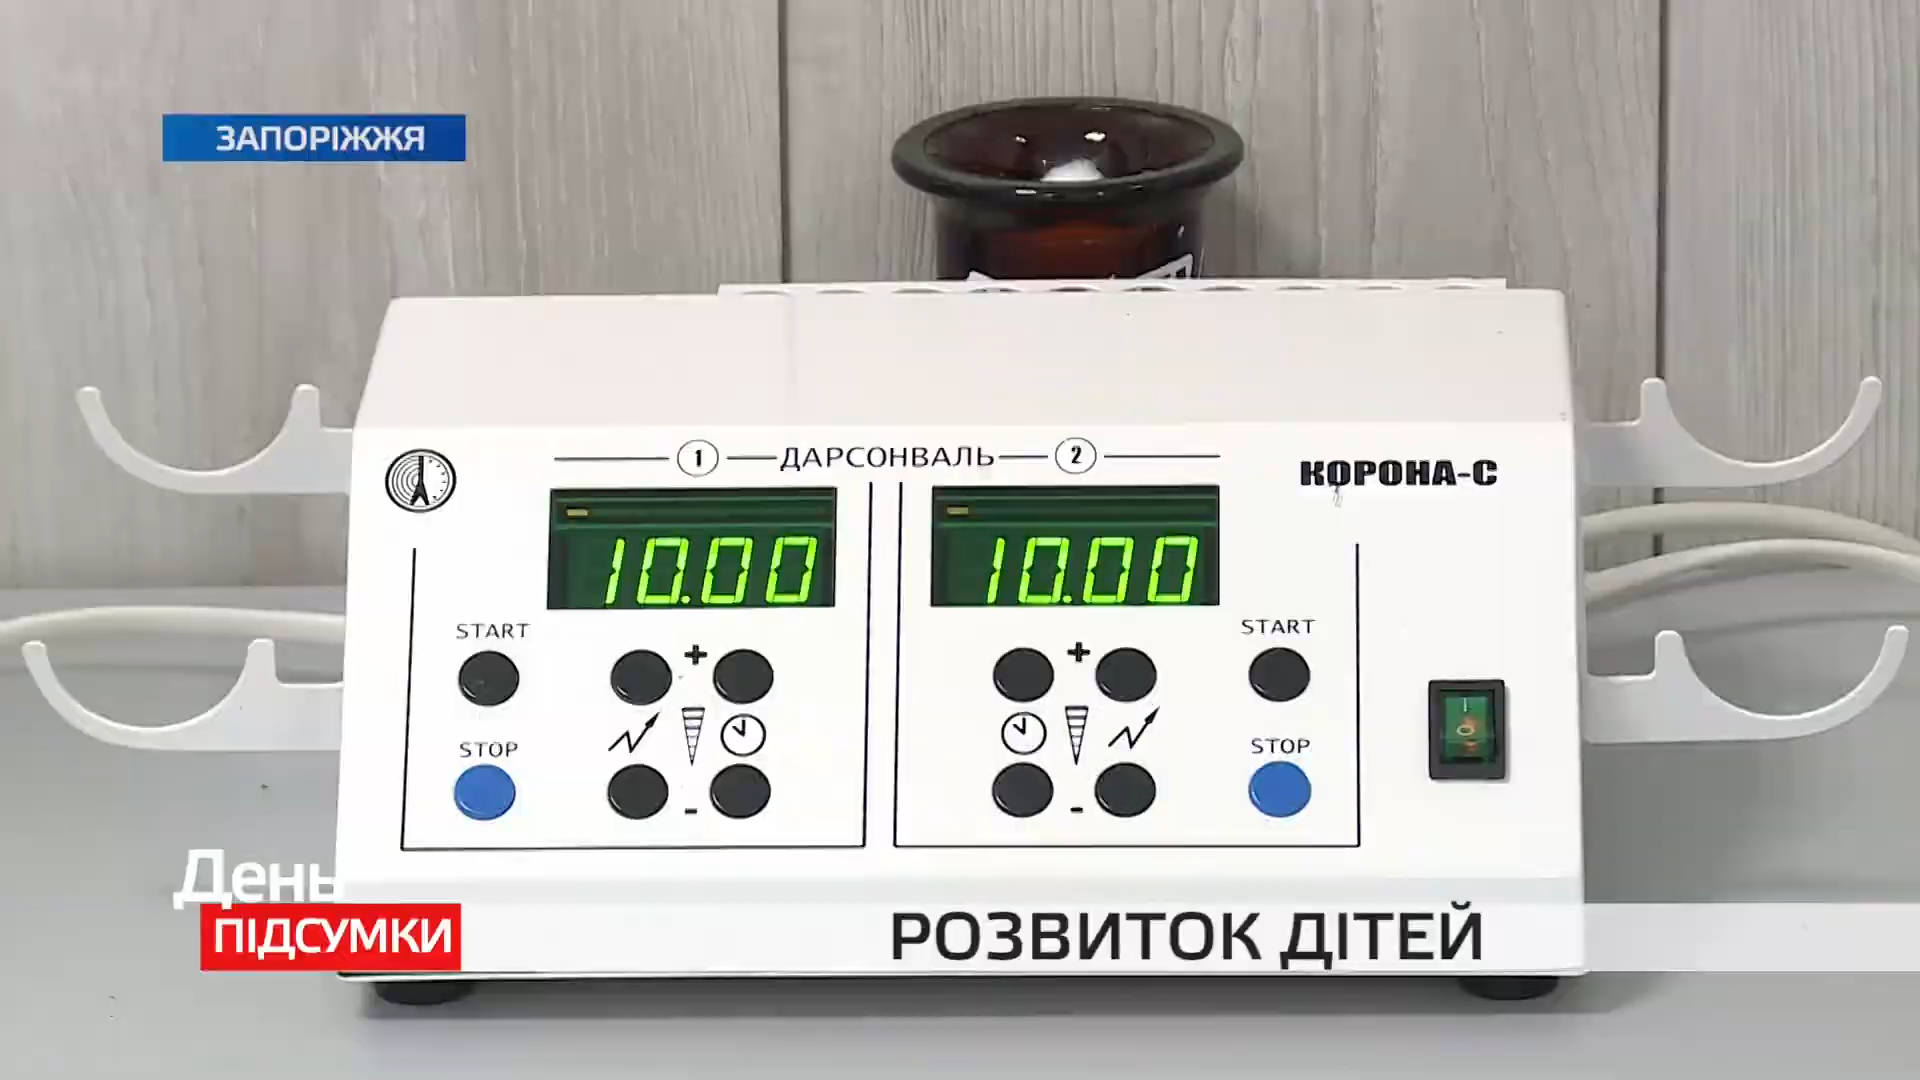 ЗАПОРІЖЖЯ
1 ДАРСОНВАЛЬ 2
КОРОНА-С
10.00 10.00
START
+
+
START
STOP
-
-
STOP
День
ПІДСУМКИ
РОЗВИТОК ДІТЕЙ